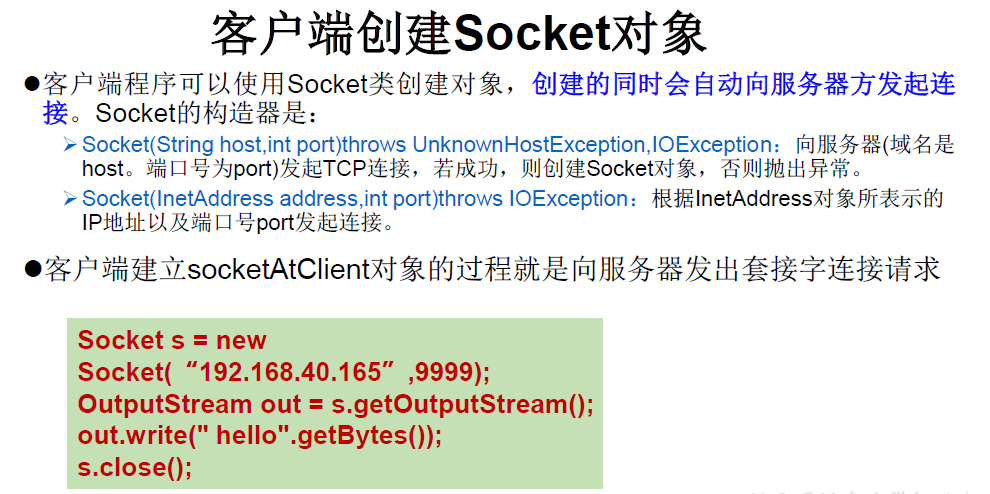 客户端创建Socket对象
●客户端程序可以使用Socket类创建对象，创建的同时会自动向服务器方发起连
接。Socket的构造器是：
➢Socket(String host,int port)throws UnknownHostException,IOException：向服务器(域名是
host。端口号为port)发起TCP连接，若成功，则创建Socket对象，否则抛出异常。
➢Socket(InetAddress address,int port)throws IOException：根据InetAddress对象所表示的
IP地址以及端口号port发起连接。
●客户端建立socketAtClient对象的过程就是向服务器发出套接字连接请求
Socket s = new
Socket(“192.168.40.165”,9999);
OutputStream out = s.getOutputStream();
out.write(" hello".getBytes());
s.close();